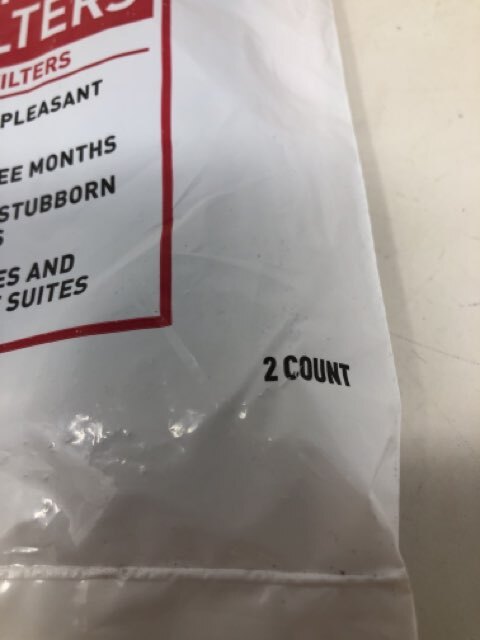 LTERS
ILTERS
PLEASANT
EE MONTHS
STUBBORN
S
ES AND
SUITES
2 COUNT